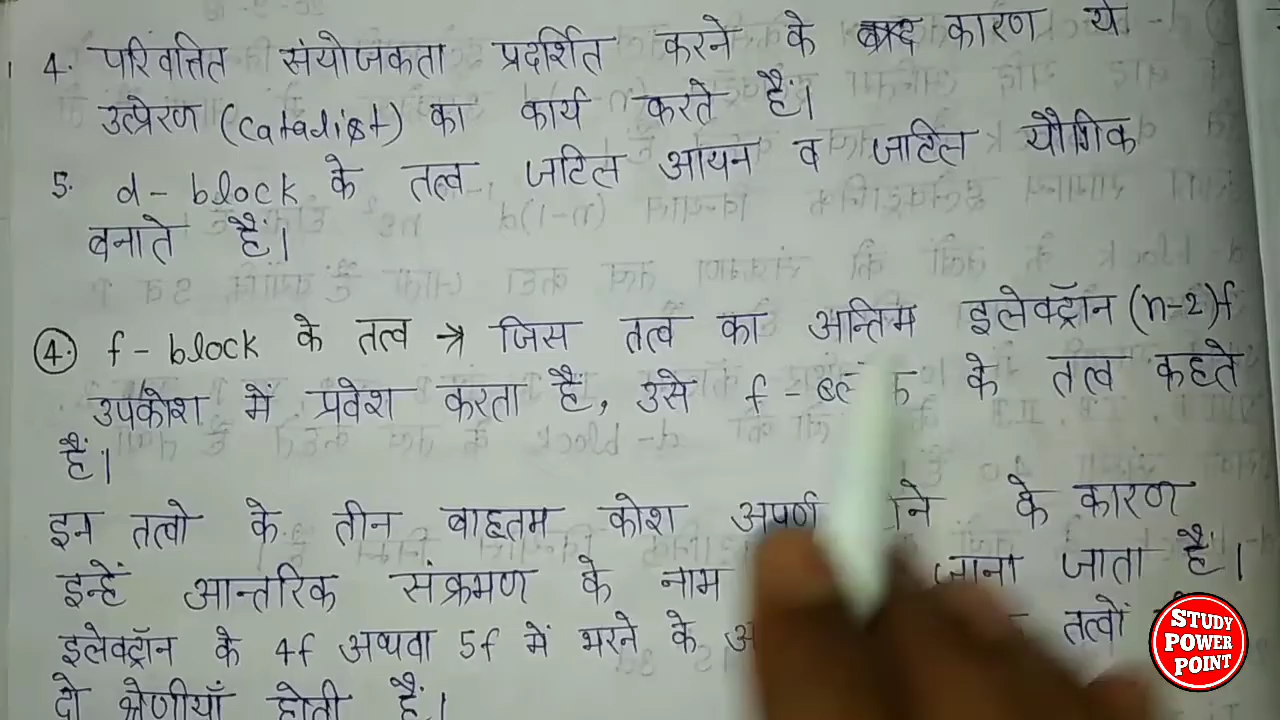 4. परिवर्तित संयोजकता प्रदर्शित करने के कारण ये
उत्प्रेरण (Catadist) का कार्य करते हैं।
5. d - block के तत्व जटिल आयन व जटिल यौगिक
बनाते हैं।
4. f - block के तत्व → जिस तत्व का अन्तिम इलेक्ट्रॉन (n-2)f
उपकोश में प्रवेश करता है, उसे f - के तत्व कहते
हैं।
इन तत्वो के तीन बाह्तम कोश अपूर्ण के कारण
इन्हें आन्तरिक संक्रमण के नाम जाना जाता है।
इलेक्ट्रॉन के 4f अथवा 5f में भरने के तत्वों
दो श्रेणीयाँ होती हैं।
STUDY
POWER
POINT